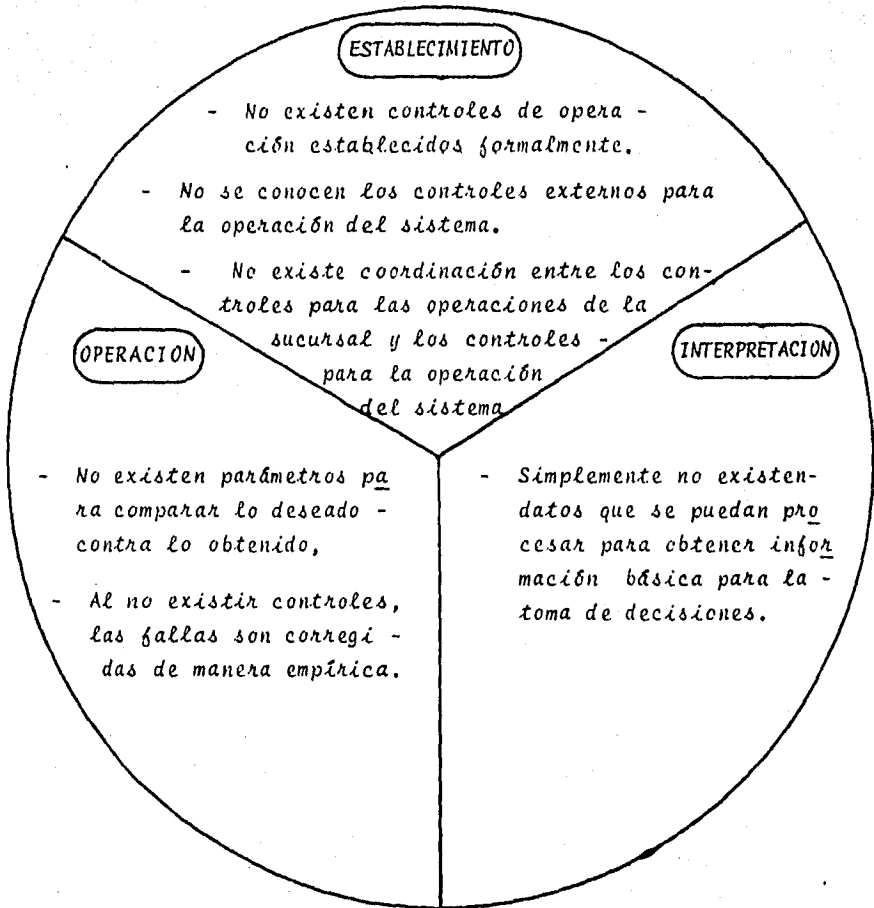 ESTABLECIMIENTO
- No existen controles de opera -
ción establecidos formalmente.
- No se conocen los controles externos para
la operación del sistema.
- No existe coordinación entre los con-
troles para las operaciones de la
sucursal y los controles -
para la operación
del sistema
OPERACION
- No existen parámetros pa
ra comparar lo deseado -
contra lo obtenido,
- Al no existir controles,
las fallas son corregi -
das de manera empírica.
INTERPRETACION
- Simplemente no existen-
datos que se puedan pro
cesar para obtener infor
mación básica para la -
toma de decisiones.